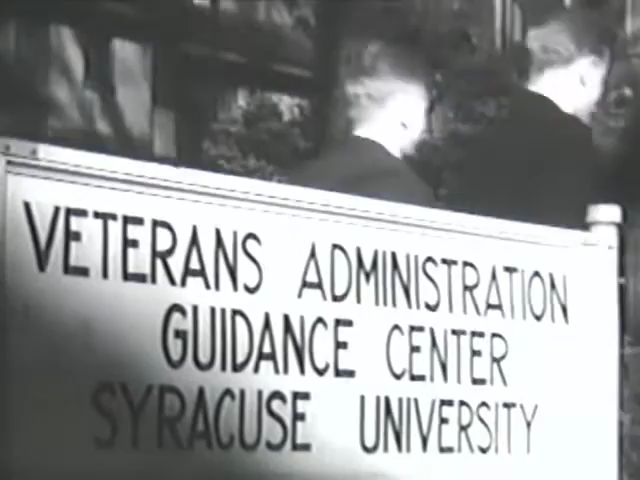 VETERANS ADMINISTRATION
GUIDANCE CENTER
SYRACUSE UNIVERSITY